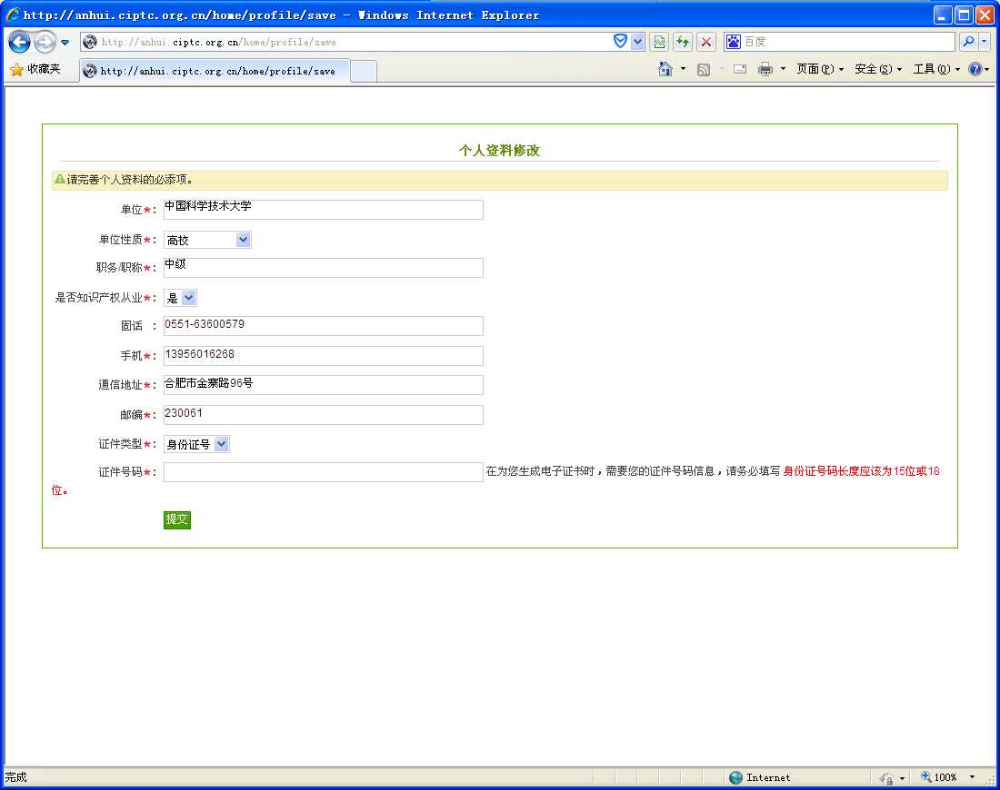 http://anhui.ciptc.org.cn/home/profile/save - Windows Internet Explorer
http://anhui.ciptc.org.cn/home/profile/save
百度
收藏夹
http://anhui.ciptc.org.cn/home/profile/save
页面(P)
安全(S)
工具(O)
个人资料修改
请完善个人资料的必添项。
单位*: 中国科学技术大学
单位性质*: 高校
职务/职称*: 中级
是否知识产权从业*: 是
固话 : 0551-63600579
手机*: 13956016268
通信地址*: 合肥市金寨路96号
邮编*: 230061
证件类型*: 身份证号
证件号码*: 在为您生成电子证书时，需要您的证件号码信息，请务必填写 身份证号码长度应该为15位或18
位。
提交
完成
Internet
100%